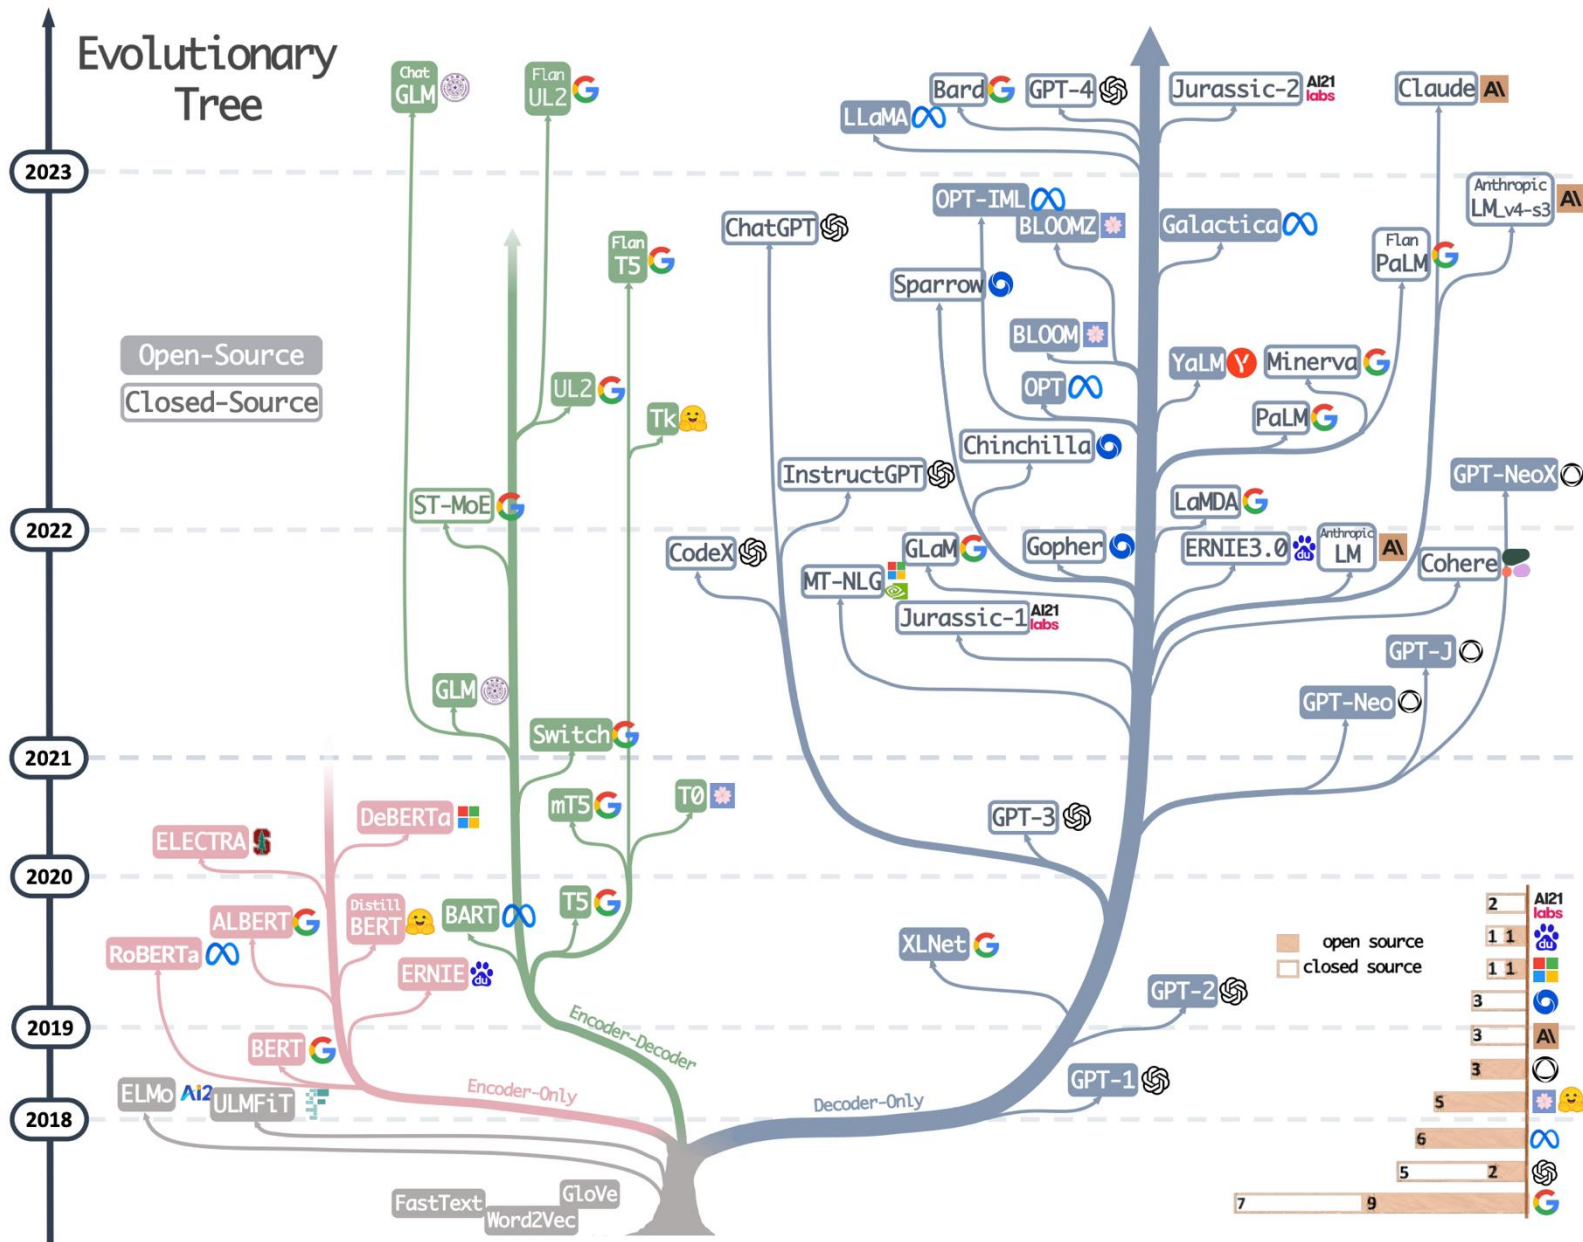 Evolutionary
Tree
2023
2022
2021
2020
2019
2018
Open-Source
Closed-Source
Chat
GLM
Flan
UL2
Flan
T5
UL2
Tk
ST-MoE
GLM
Switch
mT5
T0
T5
BART
DeBERTa
ELECTRA
ALBERT
Distill
BERT
RoBERTa
ERNIE
du
BERT
ELMo
Ai2
ULMFiT
Encoder-Only
Encoder-Decoder
Decoder-Only
FastText
Word2Vec
GloVe
Bard
GPT-4
Jurassic-2
AI21
labs
Claude
A\
LLaMA
Anthropic
LM_v4-s3
A\
OPT-IML
BLOOMZ
Galactica
ChatGPT
Flan
PaLM
Sparrow
BLOOM
YaLM
Y
Minerva
OPT
PaLM
Chinchilla
InstructGPT
GPT-NeoX
LaMDA
CodeX
GLaM
Gopher
ERNIE3.0
du
Anthropic
LM
A\
Cohere
MT-NLG
Jurassic-1
AI21
labs
GPT-J
GPT-Neo
GPT-3
XLNet
GPT-2
GPT-1
open source
closed source
2
AI21
labs
1 1
du
1 1
3
3
A\
3
5
6
5 2
7 9